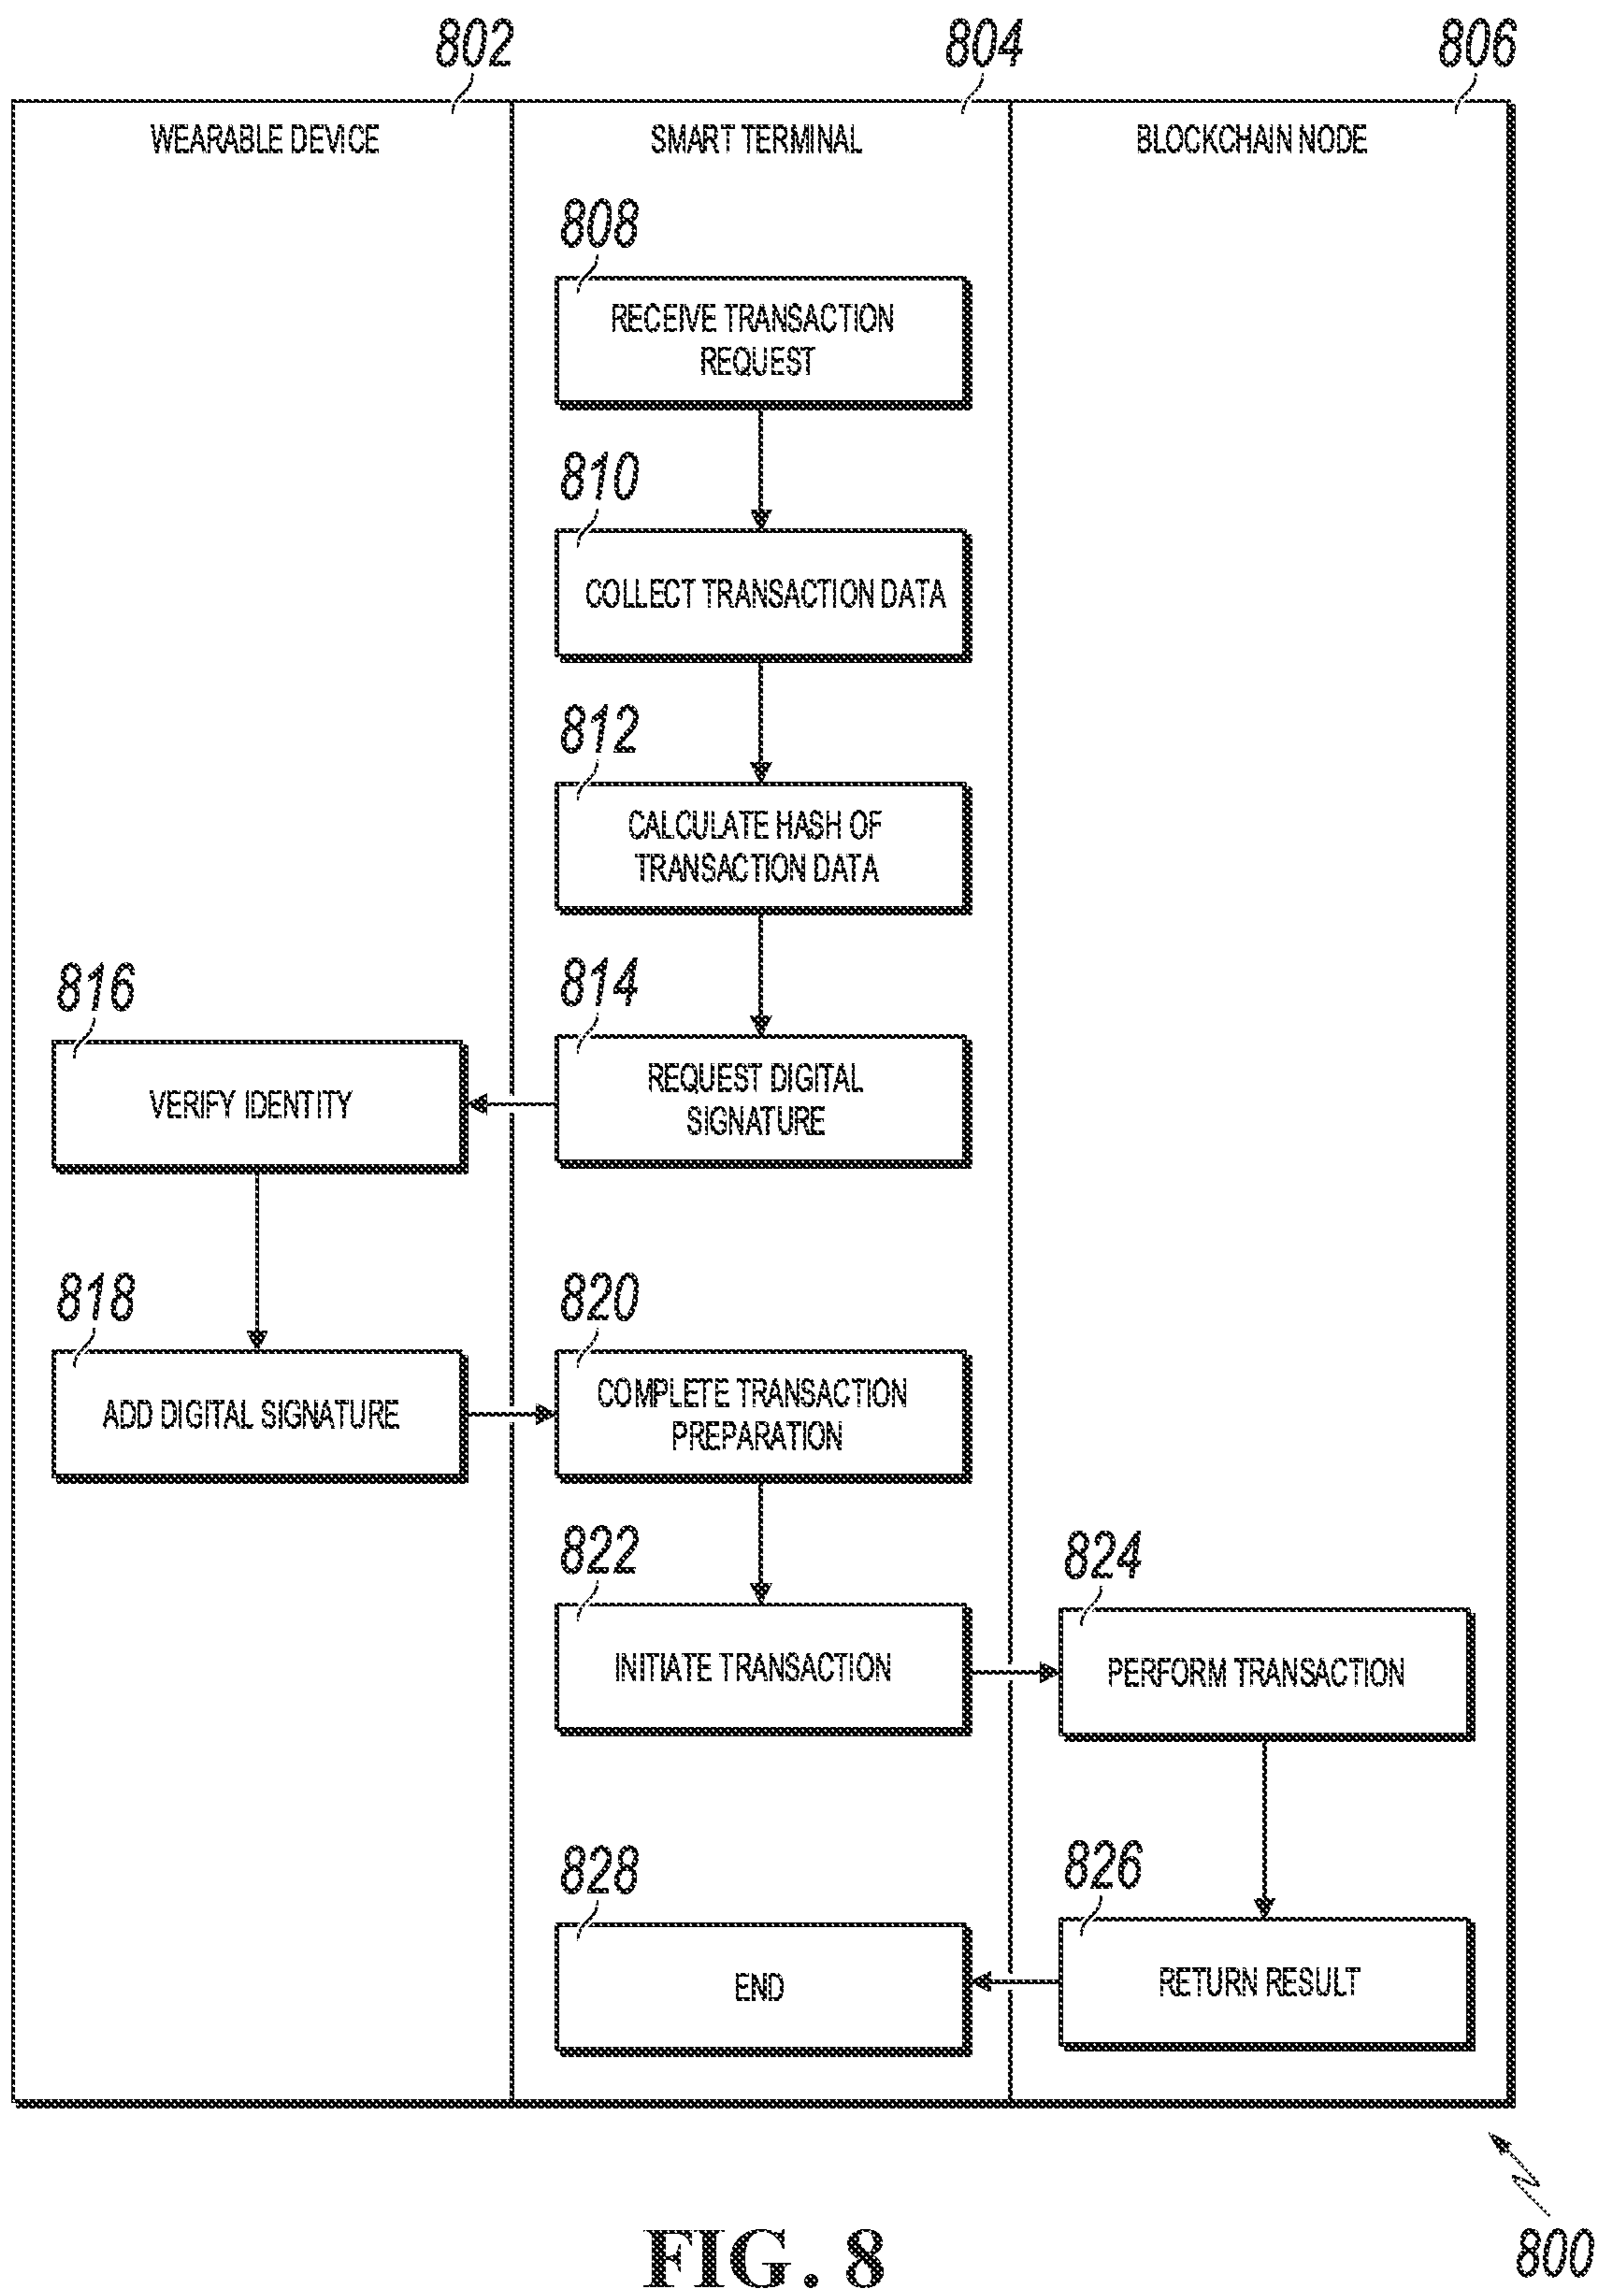 802
804
806
WEARABLE DEVICE
SMART TERMINAL
BLOCKCHAIN NODE
808
RECEIVE TRANSACTION
REQUEST
810
COLLECT TRANSACTION DATA
812
CALCULATE HASH OF
TRANSACTION DATA
814
REQUEST DIGITAL
SIGNATURE
816
VERIFY IDENTITY
818
ADD DIGITAL SIGNATURE
820
COMPLETE TRANSACTION
PREPARATION
822
INITIATE TRANSACTION
824
PERFORM TRANSACTION
826
RETURN RESULT
828
END
800
FIG. 8